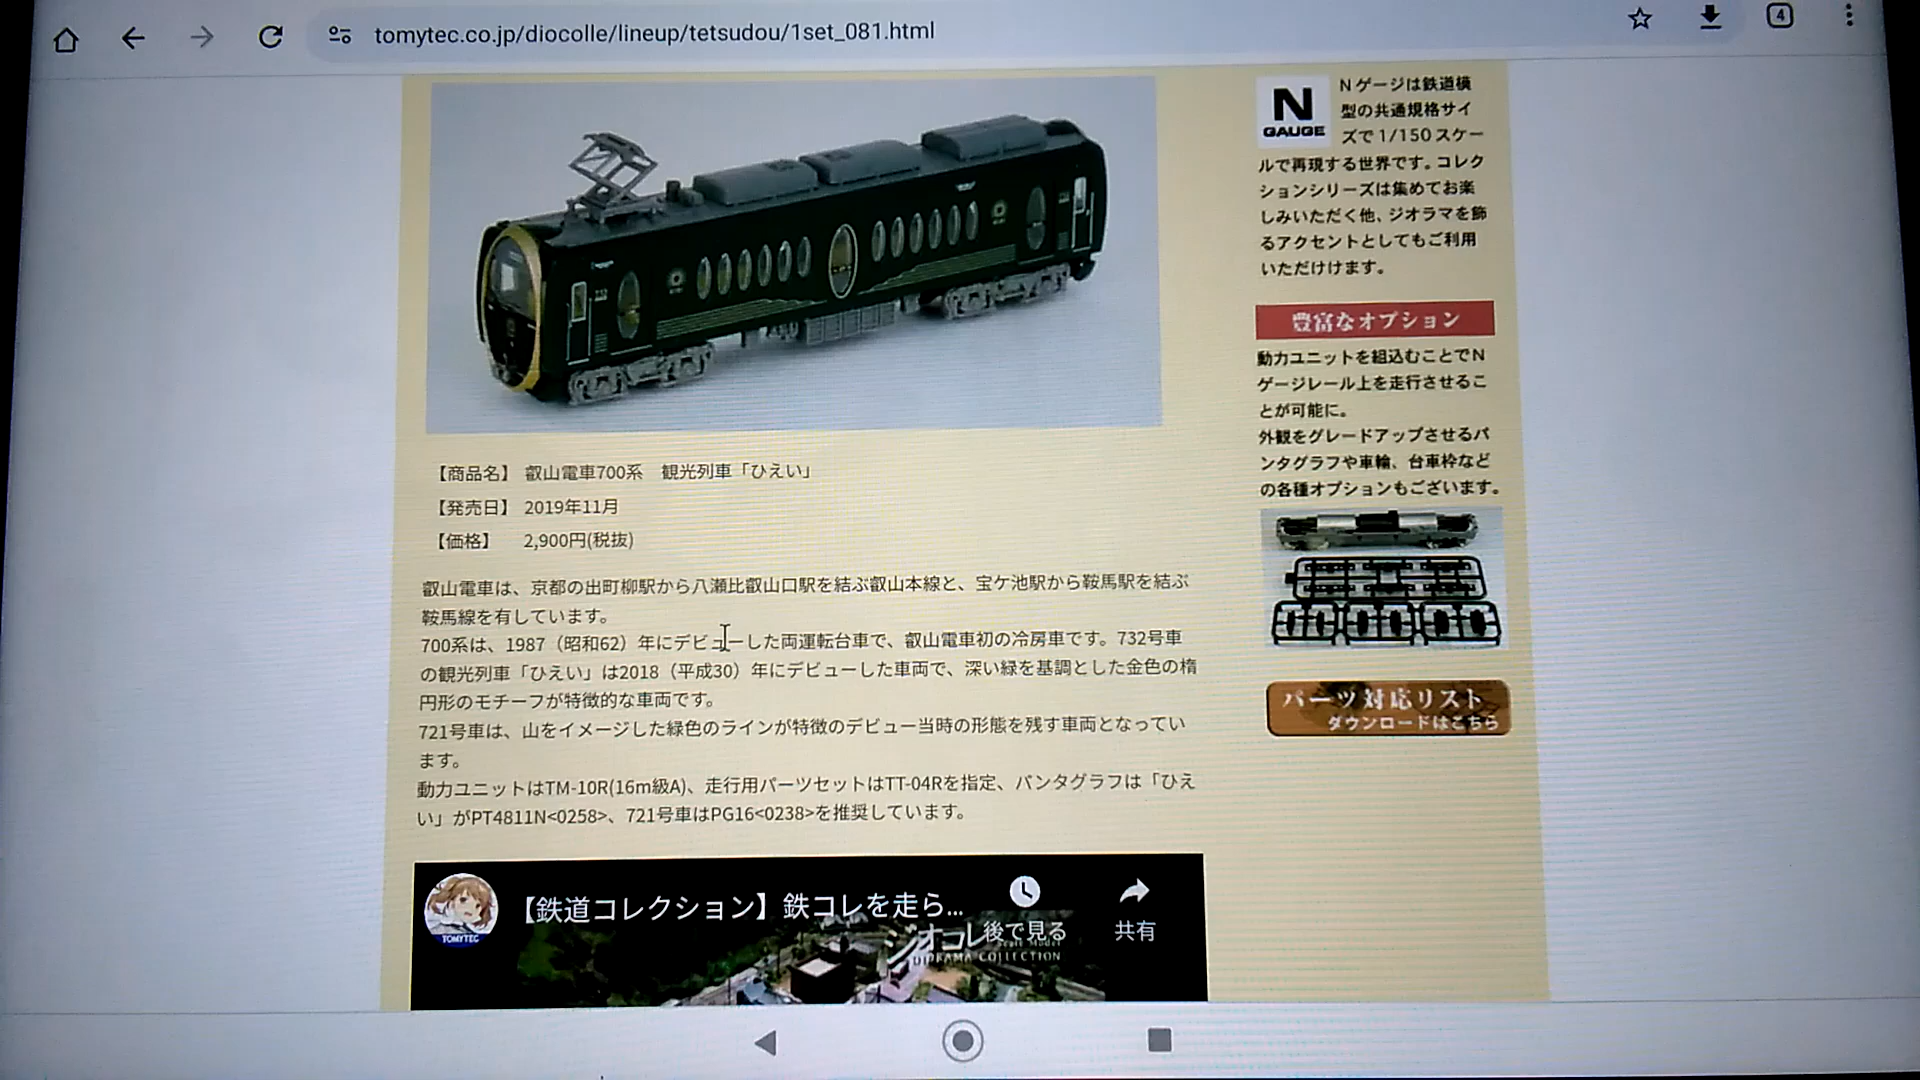 tomytec.co.jp/diocolle/lineup/tetsudou/1set_081.html
4
【商品名】 叡山電車700系 観光列車「ひえい」
【発売日】 2019年11月
【価格】 2,900円(税抜)
叡山電車は、京都の出町柳駅から八瀬比叡山口駅を結ぶ叡山本線と、宝ケ池駅から鞍馬駅を結ぶ
鞍馬線を有しています。
700系は、1987（昭和62）年にデビューした両運転台車で、叡山電車初の冷房車です。732号車
の観光列車「ひえい」は2018（平成30）年にデビューした車両で、深い緑を基調とした金色の楕
円形のモチーフが特徴的な車両です。
721号車は、山をイメージした緑色のラインが特徴のデビュー当時の形態を残す車両となってい
ます。
動力ユニットはTM-10R(16m級A)、走行用パーツセットはTT-04Rを指定、パンタグラフは「ひえ
い」がPT4811N<0258>、721号車はPG16<0238>を推奨しています。
TOMYTEC
【鉄道コレクション】鉄コレを走ら...
後で見る
共有
ジオコレ
DIORAMA COLLECTION
N
GAUGE
Nゲージは鉄道模
型の共通規格サイ
ズで1/150スケー
ルで再現する世界です。コレク
ションシリーズは集めてお楽
しみいただく他、ジオラマを飾
るアクセントとしてもご利用
いただけけます。
豊富なオプション
動力ユニットを組込むことでN
ゲージレール上を走行させるこ
とが可能に。
外観をグレードアップさせるパ
ンタグラフや車輪、台車枠など
の各種オプションもございます。
パーツ対応リスト
ダウンロードはこちら